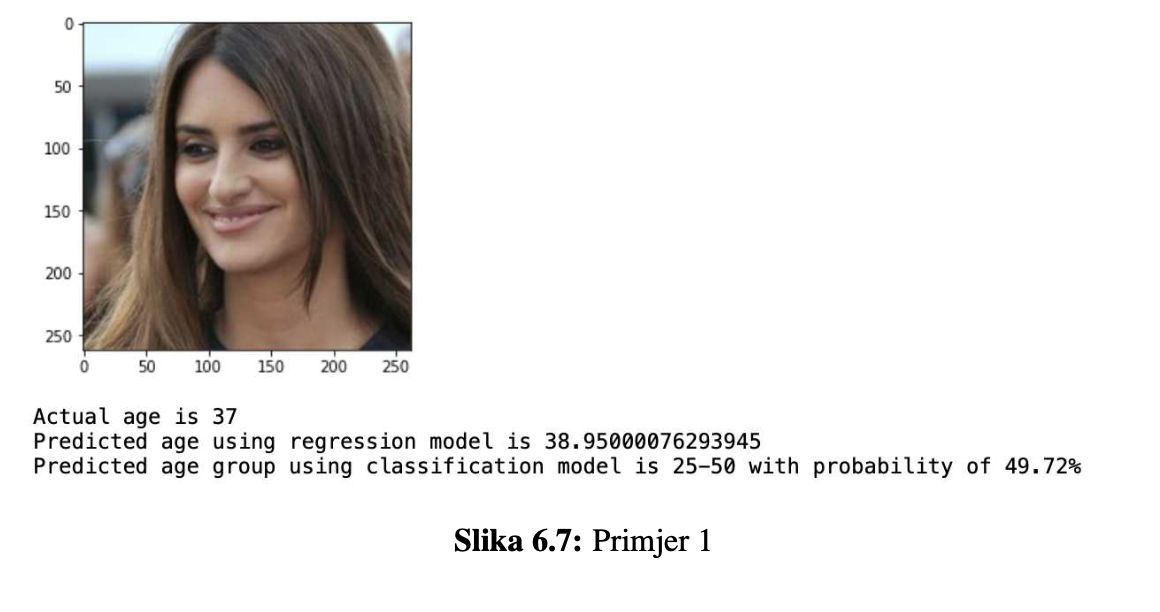 0
50
100
150
200
250
0 50 100 150 200 250
Actual age is 37
Predicted age using regression model is 38.95000076293945
Predicted age group using classification model is 25-50 with probability of 49.72%
Slika 6.7: Primjer 1